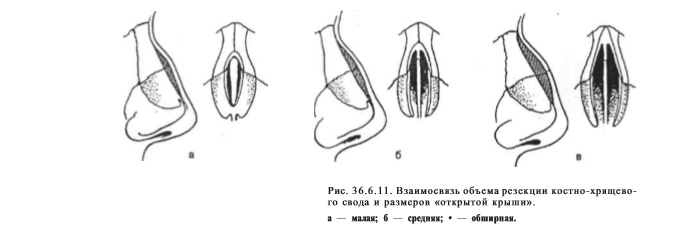 а
б
в
Рис. 36.6.11. Взаимосвязь объема резекции костно-хрящево-
го свода и размеров «открытой крыши».
а — малая; б — средняя; • — обширная.